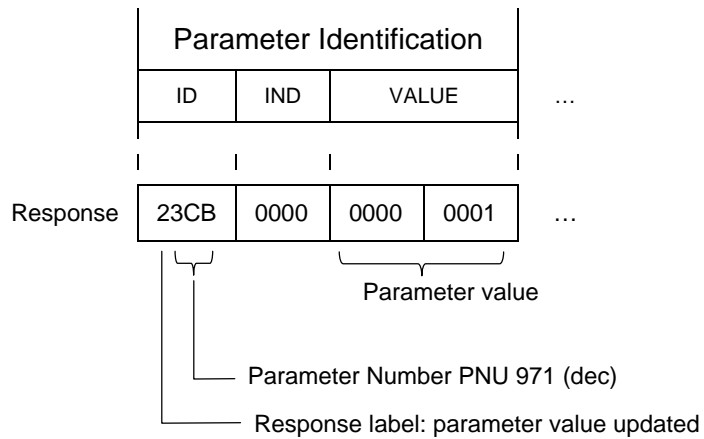 Parameter Identification
ID IND VALUE …
Response 23CB 0000 0000 0001 …
Parameter value
Parameter Number PNU 971 (dec)
Response label: parameter value updated